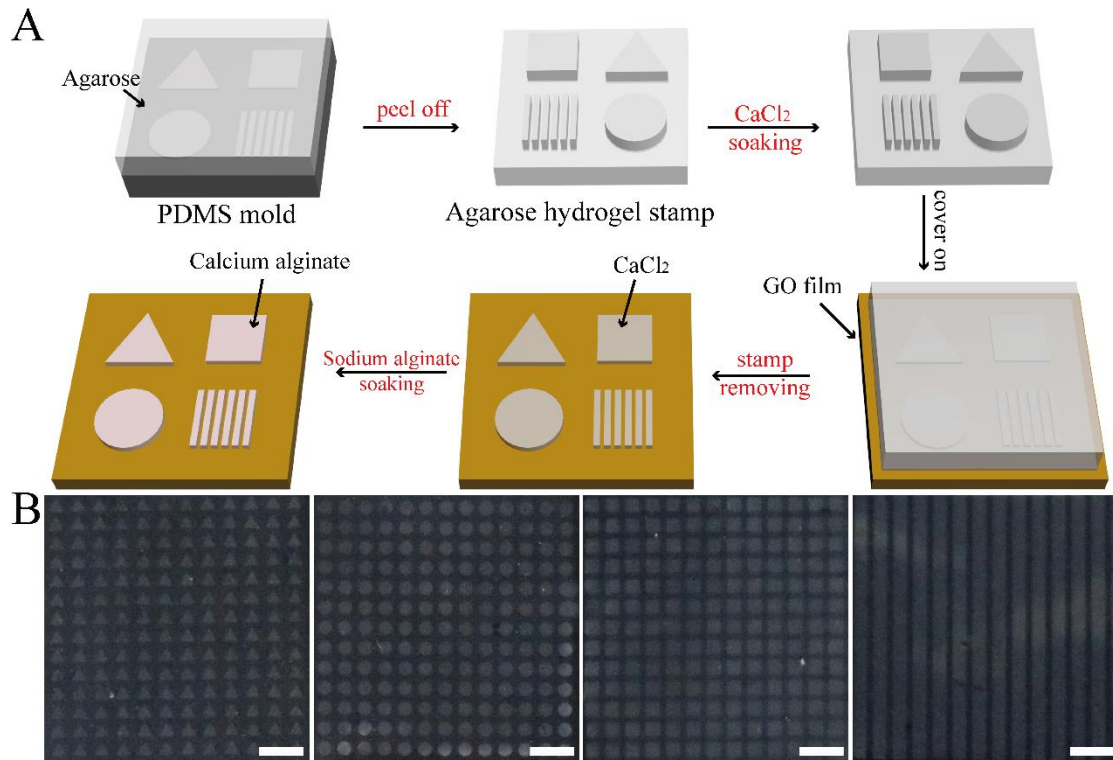 A
Agarose
PDMS mold
peel off
Agarose hydrogel stamp
CaCl₂
soaking
cover on
GO film
stamp
removing
CaCl₂
Sodium alginate
soaking
Calcium alginate
B